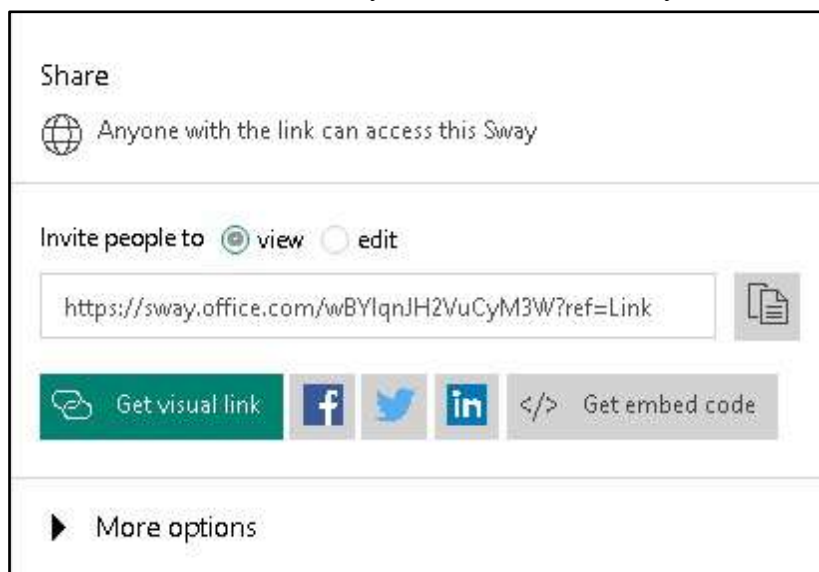 Share
Anyone with the link can access this Sway
Invite people to view edit
https://sway.office.com/wBYlqnJH2VuCyM3W?ref=Link
Get visual link f in </> Get embed code
More options